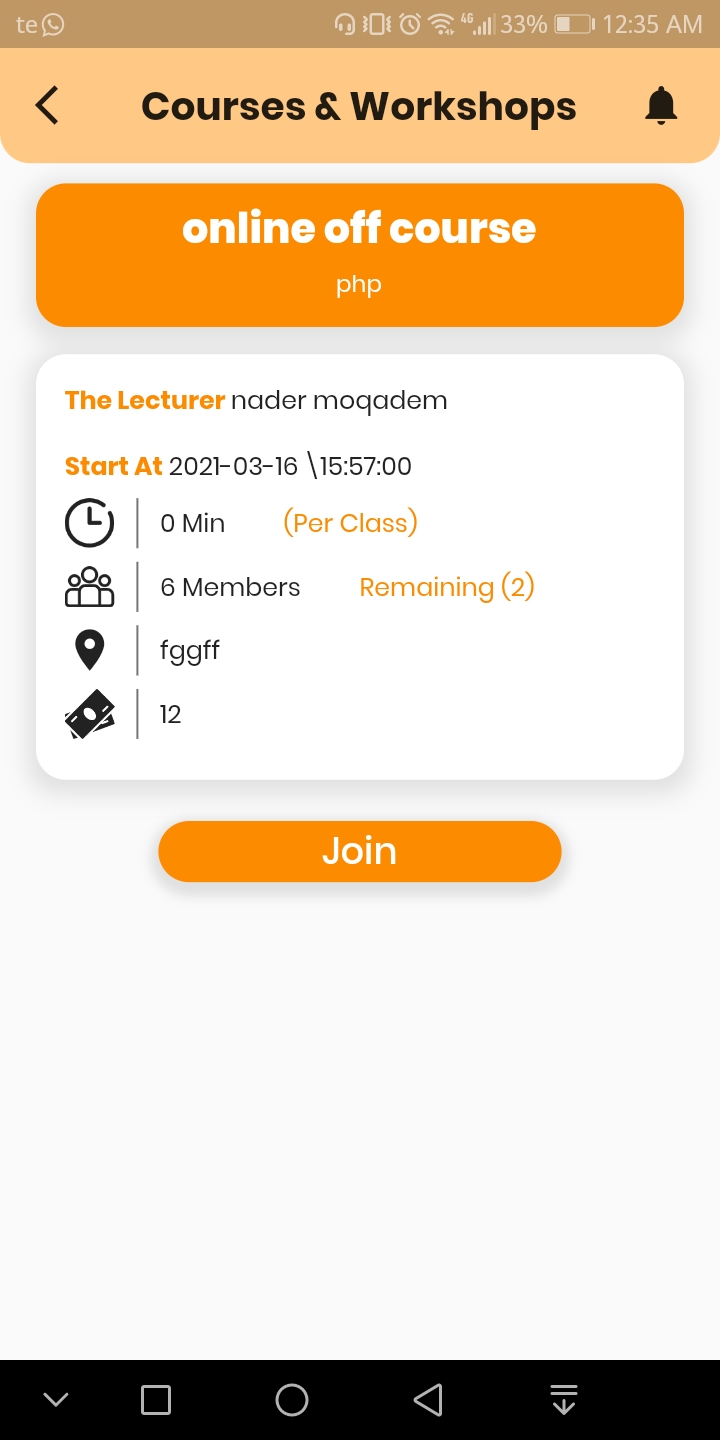 te 4G 33% 12:35 AM
Courses & Workshops
online off course
php
The Lecturer nader moqadem
Start At 2021-03-16 \15:57:00
0 Min (Per Class)
6 Members Remaining (2)
fggff
12
Join